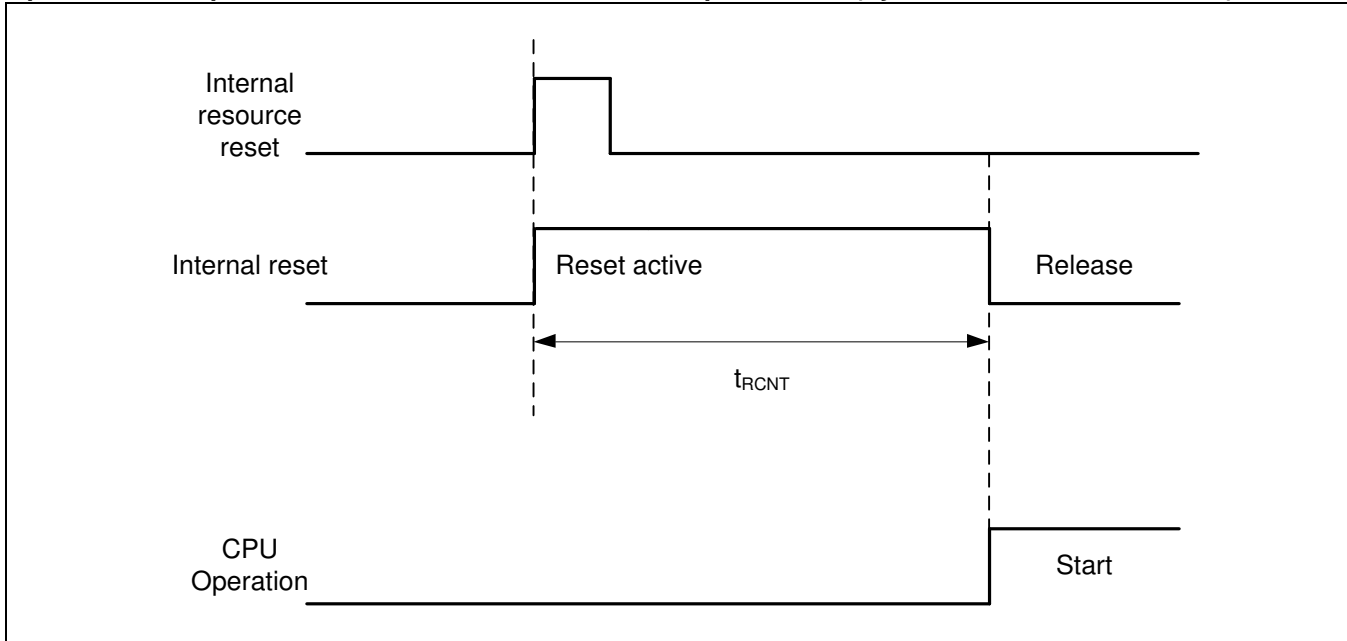 Internal
resource
reset
Internal reset
Reset active
Release
tRCNT
CPU
Operation
Start